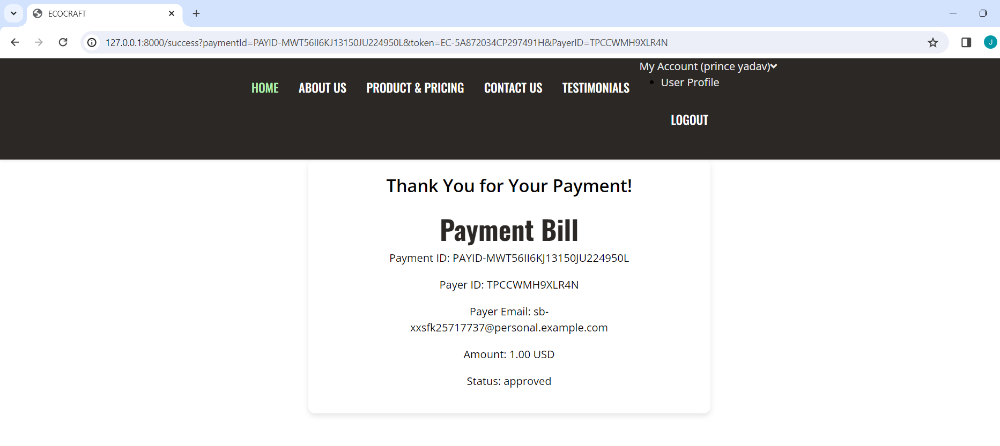 ECOCRAFT
127.0.0.1:8000/success?paymentId=PAYID-MWT56II6KJ13150JU224950L&token=EC-5A872034CP297491H&PayerID=TPCCWMH9XLR4N
J
My Account (prince yadav)
HOME ABOUT US PRODUCT & PRICING CONTACT US TESTIMONIALS
• User Profile
LOGOUT
Thank You for Your Payment!
Payment Bill
Payment ID: PAYID-MWT56II6KJ13150JU224950L
Payer ID: TPCCWMH9XLR4N
Payer Email: sb-
xxsfk25717737@personal.example.com
Amount: 1.00 USD
Status: approved